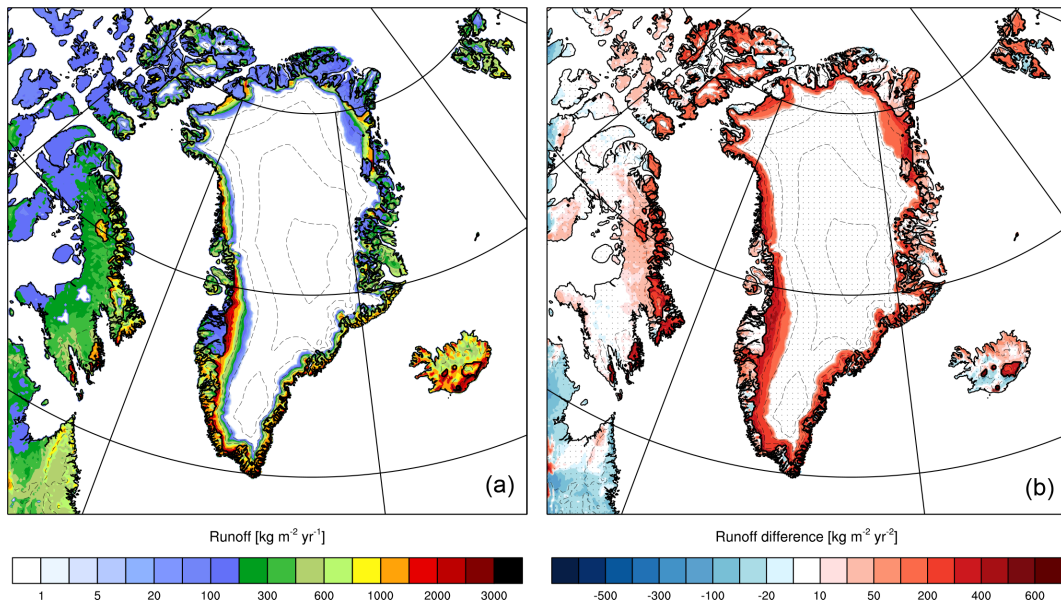 (a)
(b)
Runoff [kg m⁻² yr⁻¹]
Runoff difference [kg m⁻² yr⁻²]
1 5 20 100 300 600 1000 2000 3000
-500 -300 -100 -20 10 50 200 400 600